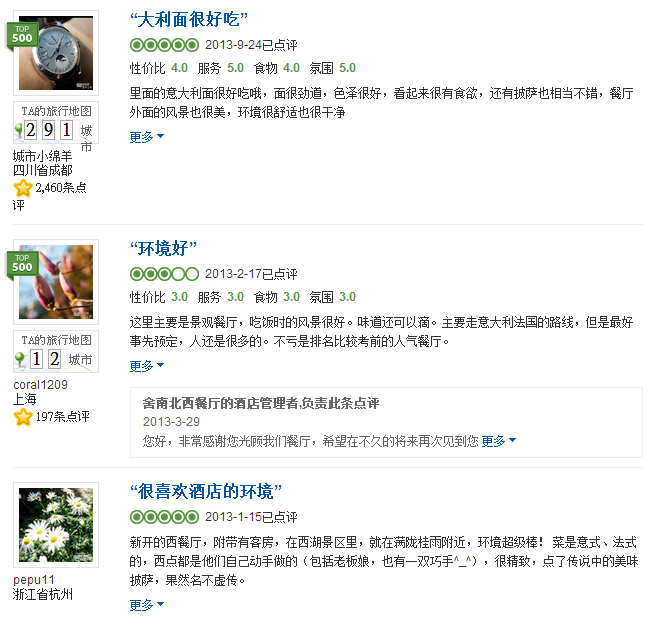 TOP
500
TA的旅行地图
291 城市
城市小绵羊
四川省成都
2,460条点
评
“大利面很好吃”
2013-9-24已点评
性价比 4.0 服务 5.0 食物 4.0 氛围 5.0
里面的意大利面很好吃哦，面很劲道，色泽很好，看起来很有食欲，还有披萨也相当不错，餐厅
外面的风景也很美，环境很舒适也很干净
更多
TOP
500
TA的旅行地图
12 城市
coral1209
上海
197条点评
“环境好”
2013-2-17已点评
性价比 3.0 服务 3.0 食物 3.0 氛围 3.0
这里主要是景观餐厅，吃饭时的风景很好。味道还可以滴。主要走意大利法国的路线，但是最好
事先预定，人还是很多的。不亏是排名比较考前的人气餐厅。
更多
舍南北西餐厅的酒店管理者,负责此条点评
2013-3-29
您好，非常感谢您光顾我们餐厅，希望在不久的将来再次见到您 更多
pepu11
浙江省杭州
“很喜欢酒店的环境”
2013-1-15已点评
新开的西餐厅，附带有客房，在西湖景区里，就在满陇桂雨附近，环境超级棒！ 菜是意式、法式
的，西点都是他们自己动手做的（包括老板娘，也有一双巧手^_^），很精致，点了传说中的美味
披萨，果然名不虚传。
更多